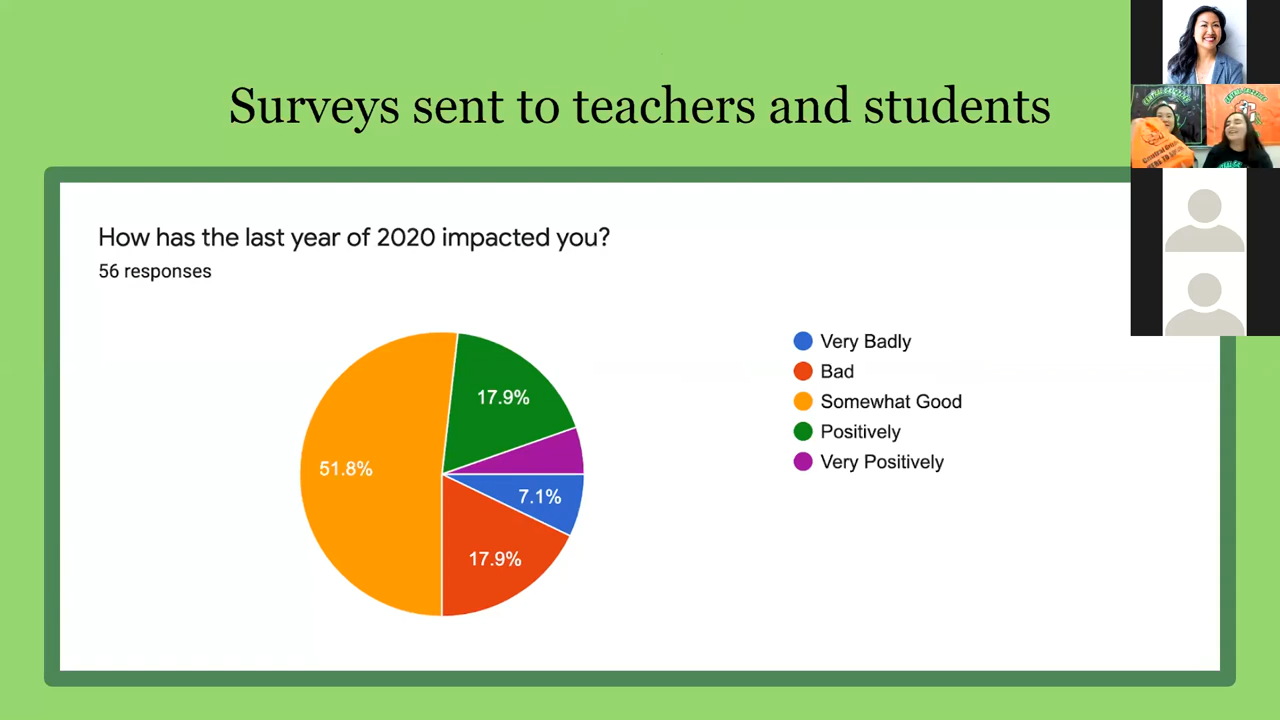 Surveys sent to teachers and students
How has the last year of 2020 impacted you?
56 responses
17.9%
51.8%
7.1%
17.9%
Very Badly
Bad
Somewhat Good
Positively
Very Positively